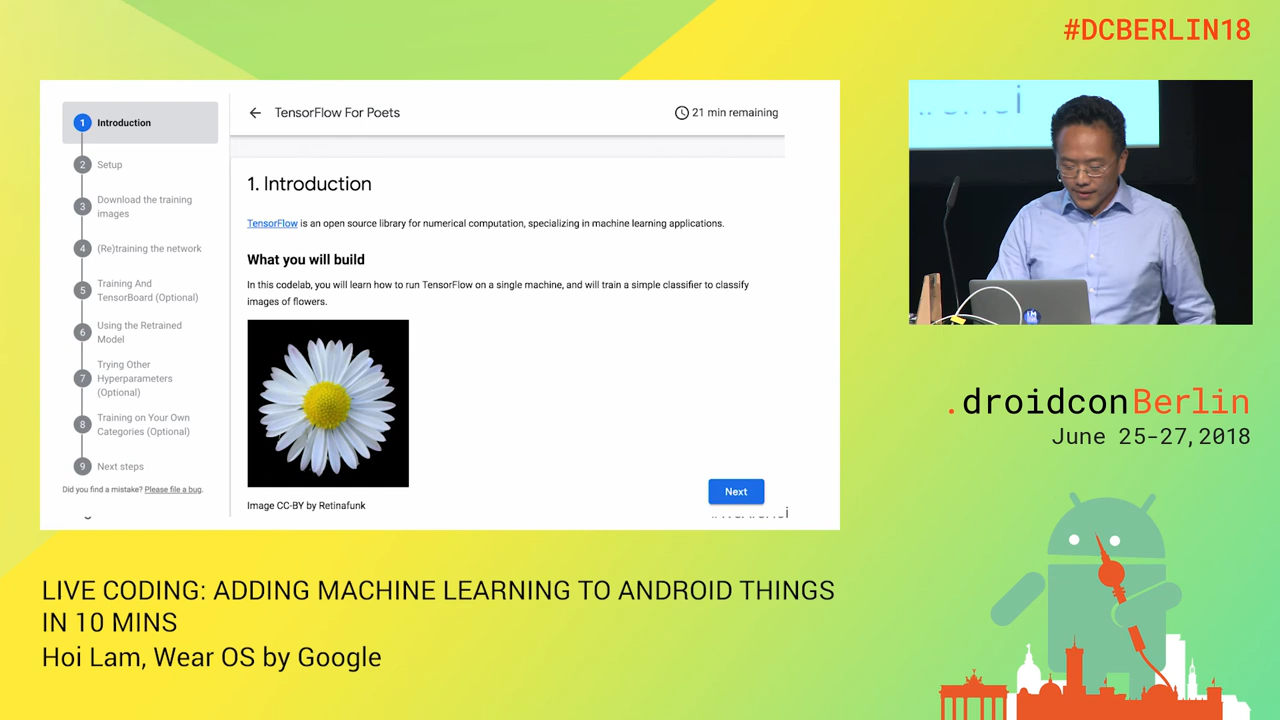 #DCBERLIN18
1
Introduction
2
Setup
3
Download the training
images
4
(Re)training the network
5
Training And
TensorBoard (Optional)
6
Using the Retrained
Model
7
Trying Other
Hyperparameters
(Optional)
8
Training on Your Own
Categories (Optional)
9
Next steps
Did you find a mistake? Please file a bug.
TensorFlow For Poets
21 min remaining
1. Introduction
TensorFlow is an open source library for numerical computation, specializing in machine learning applications.
What you will build
In this codelab, you will learn how to run TensorFlow on a single machine, and will train a simple classifier to classify
images of flowers.
Image CC-BY by Retinafunk
Next
.droidconBerlin
June 25-27, 2018
LIVE CODING: ADDING MACHINE LEARNING TO ANDROID THINGS
IN 10 MINS
Hoi Lam, Wear OS by Google